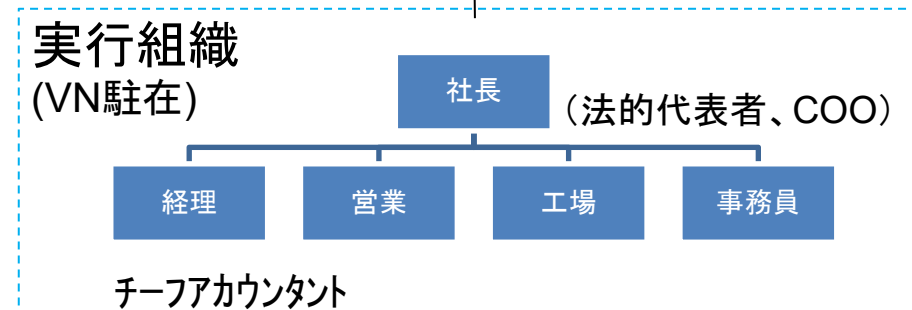 実行組織
(VN駐在)
社長
（法的代表者、COO）
経理
営業
工場
事務員
チーフアカウンタント